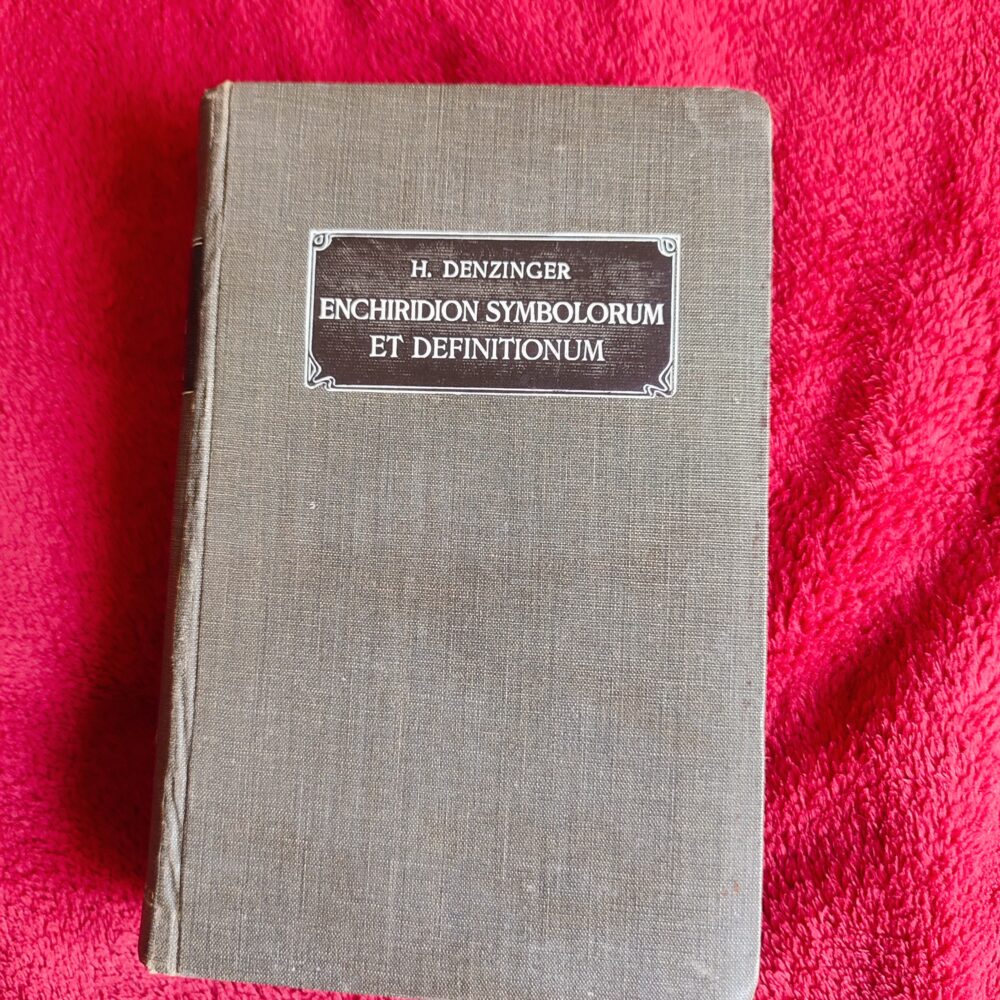 H. DENZINGER
ENCHIRIDION SYMBOLORUM
ET DEFINITIONUM